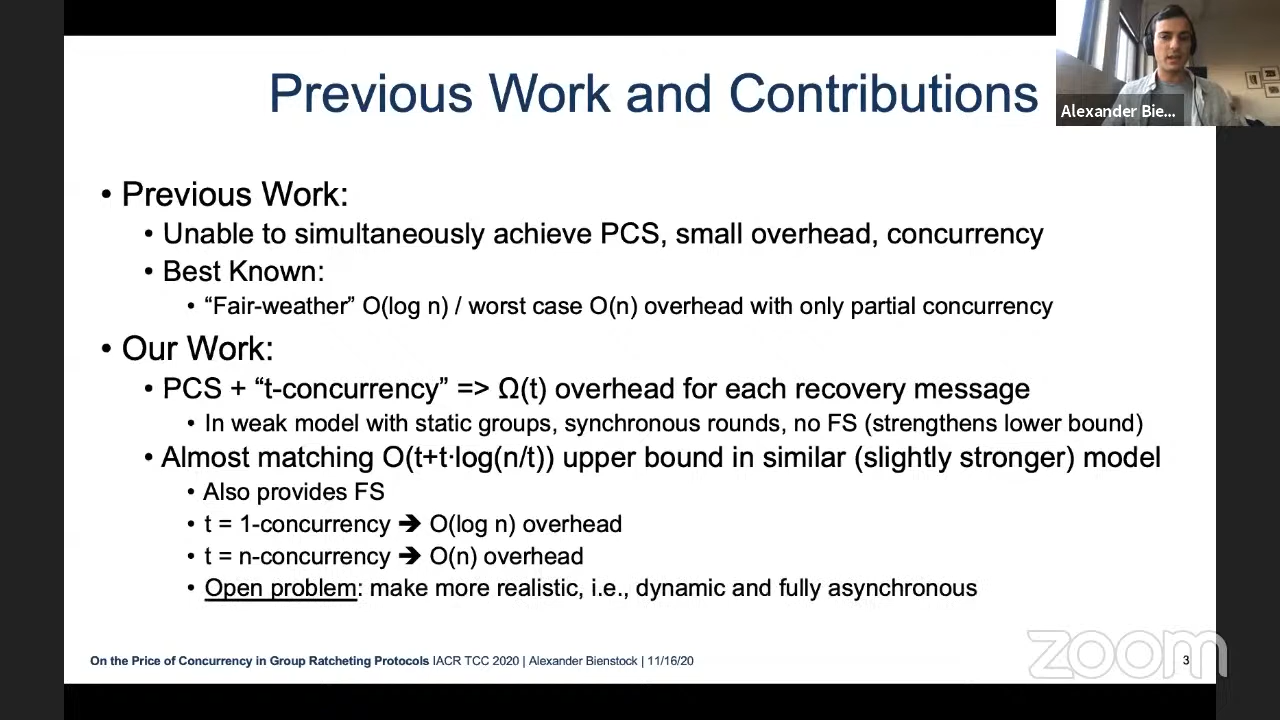 Previous Work and Contributions
Alexander Bie...
• Previous Work:
• Unable to simultaneously achieve PCS, small overhead, concurrency
• Best Known:
• “Fair-weather” O(log n) / worst case O(n) overhead with only partial concurrency
• Our Work:
• PCS + “t-concurrency” => Ω(t) overhead for each recovery message
• In weak model with static groups, synchronous rounds, no FS (strengthens lower bound)
• Almost matching O(t+t·log(n/t)) upper bound in similar (slightly stronger) model
• Also provides FS
• t = 1-concurrency ➔ O(log n) overhead
• t = n-concurrency ➔ O(n) overhead
• Open problem: make more realistic, i.e., dynamic and fully asynchronous
On the Price of Concurrency in Group Ratcheting Protocols IACR TCC 2020 | Alexander Bienstock | 11/16/20
zoom
3